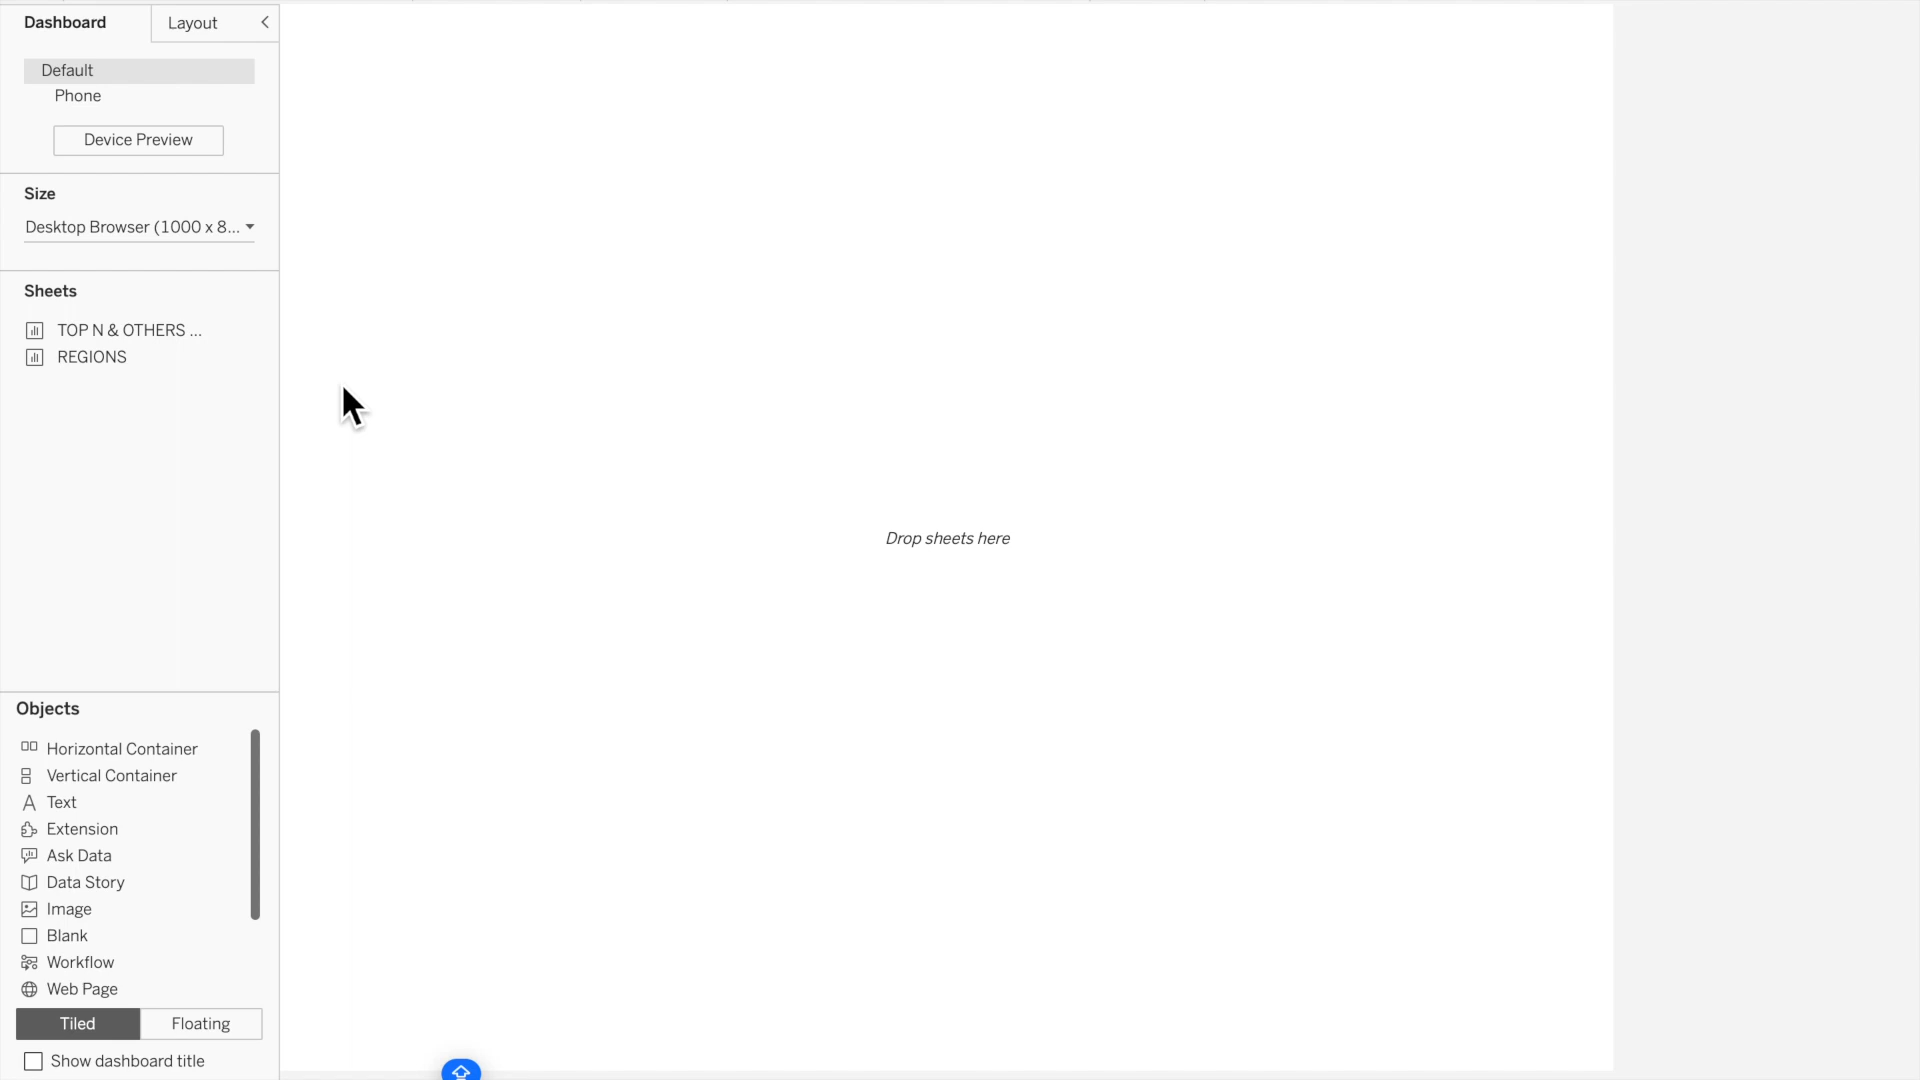 Dashboard
Layout
Default
Phone
Device Preview
Size
Desktop Browser (1000 x 8...
Sheets
TOP N & OTHERS ...
REGIONS
Drop sheets here
Objects
Horizontal Container
Vertical Container
Text
Extension
Ask Data
Data Story
Image
Blank
Workflow
Web Page
Tiled
Floating
Show dashboard title